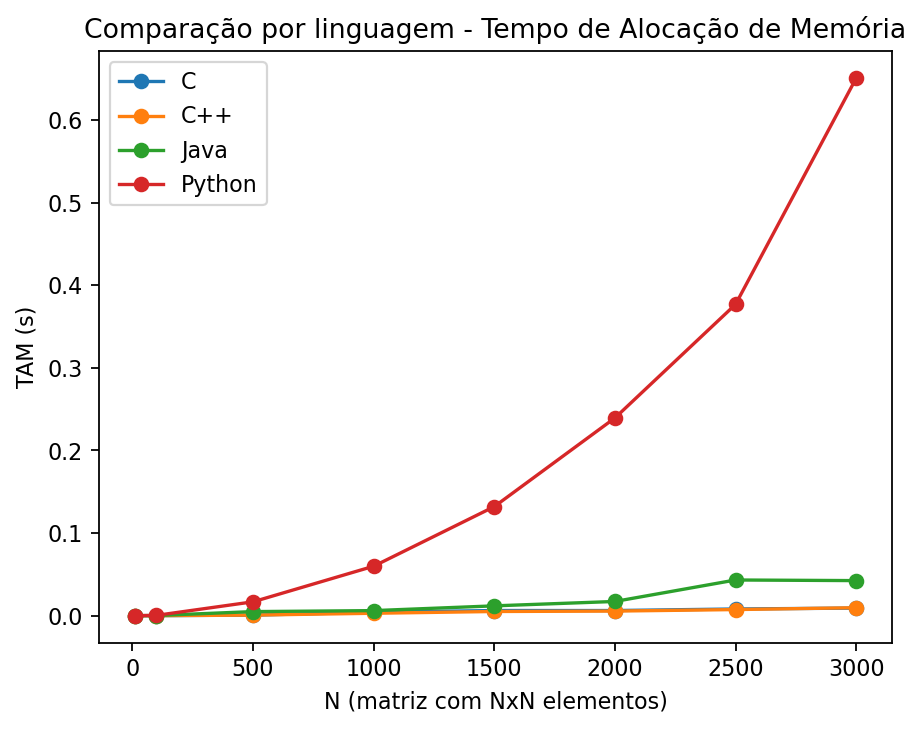 Comparação por linguagem - Tempo de Alocação de Memória
C
C++
Java
Python
TAM (s)
0.6
0.5
0.4
0.3
0.2
0.1
0.0
0 500 1000 1500 2000 2500 3000
N (matriz com NxN elementos)